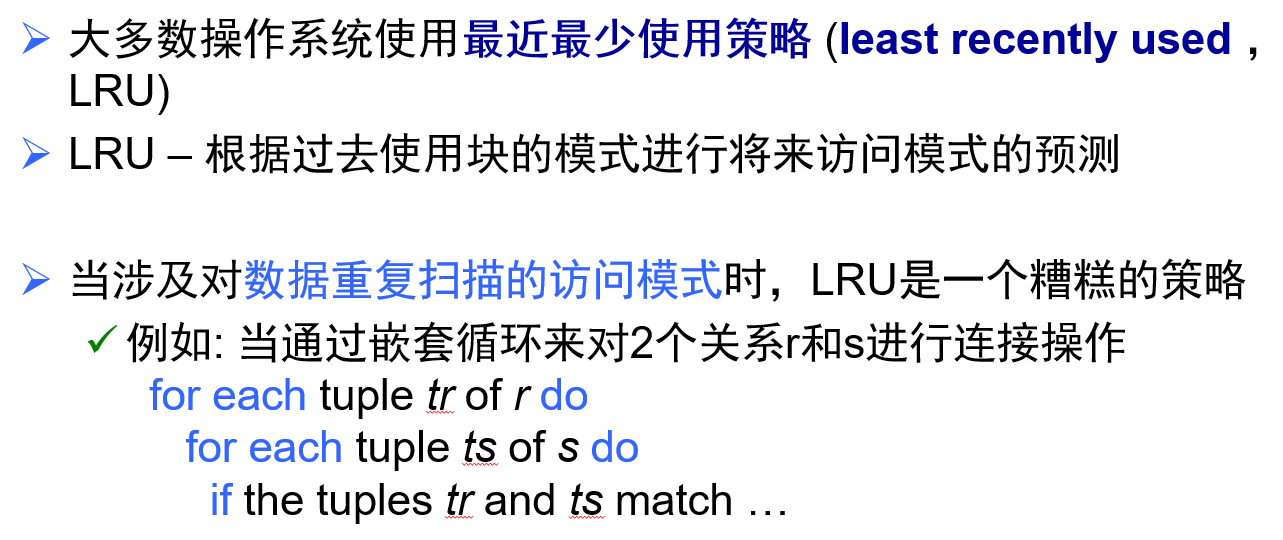 大多数操作系统使用最近最少使用策略 (least recently used ,
LRU)
LRU – 根据过去使用块的模式进行将来访问模式的预测
当涉及对数据重复扫描的访问模式时，LRU是一个糟糕的策略
例如: 当通过嵌套循环来对2个关系r和s进行连接操作
for each tuple tr of r do
for each tuple ts of s do
if the tuples tr and ts match …